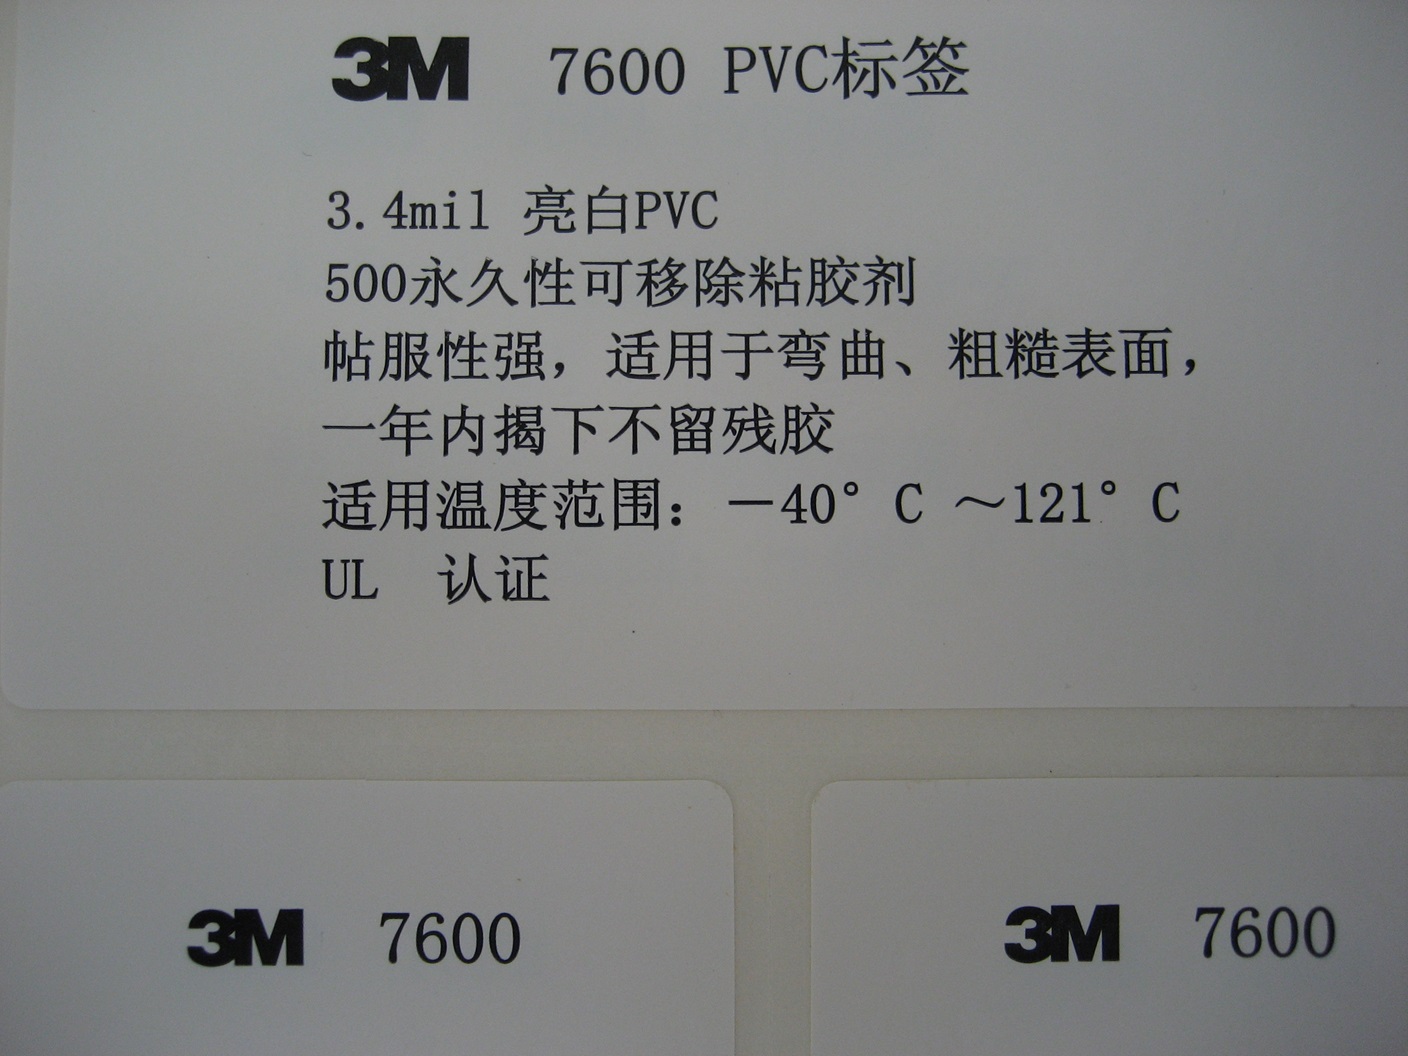 3M 7600 PVC标签
3.4mil 亮白PVC
500永久性可移除粘胶剂
帖服性强，适用于弯曲、粗糙表面，
一年内揭下不留残胶
适用温度范围：－40°C ～121°C
UL 认证
3M 7600
3M 7600